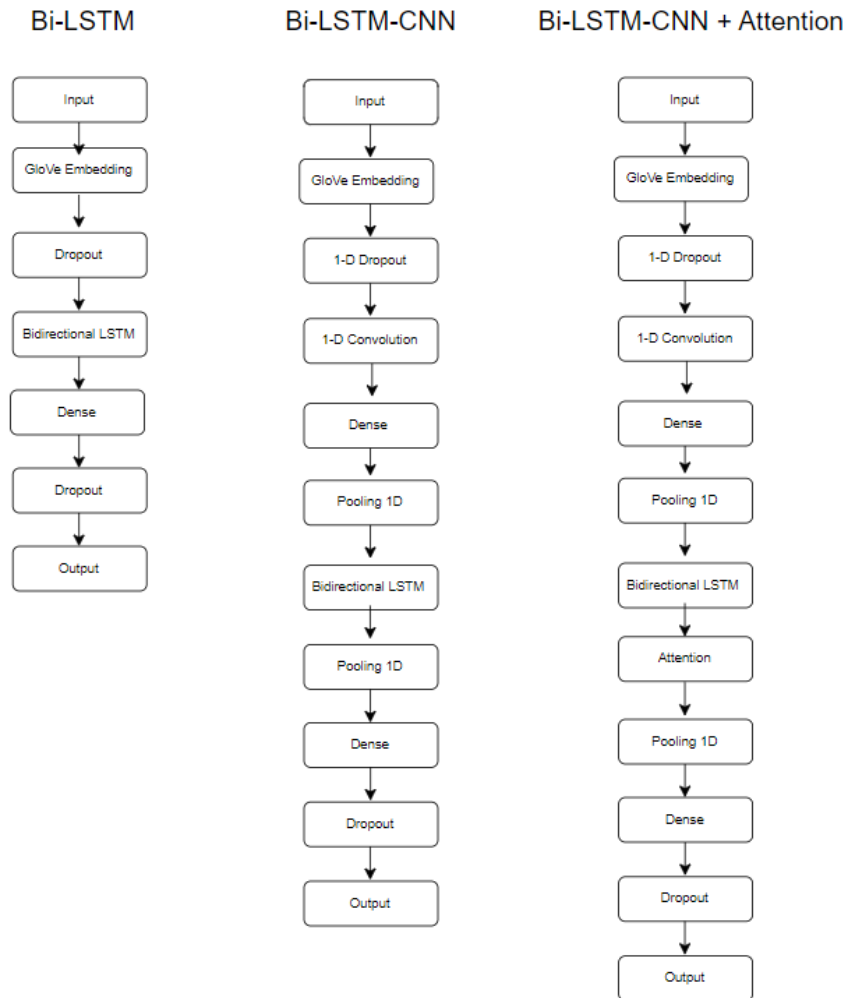 Bi-LSTM
Input
GloVe Embedding
Dropout
Bidirectional LSTM
Dense
Dropout
Output
Bi-LSTM-CNN
Input
GloVe Embedding
1-D Dropout
1-D Convolution
Dense
Pooling 1D
Bidirectional LSTM
Pooling 1D
Dense
Dropout
Output
Bi-LSTM-CNN + Attention
Input
GloVe Embedding
1-D Dropout
1-D Convolution
Dense
Pooling 1D
Bidirectional LSTM
Attention
Pooling 1D
Dense
Dropout
Output